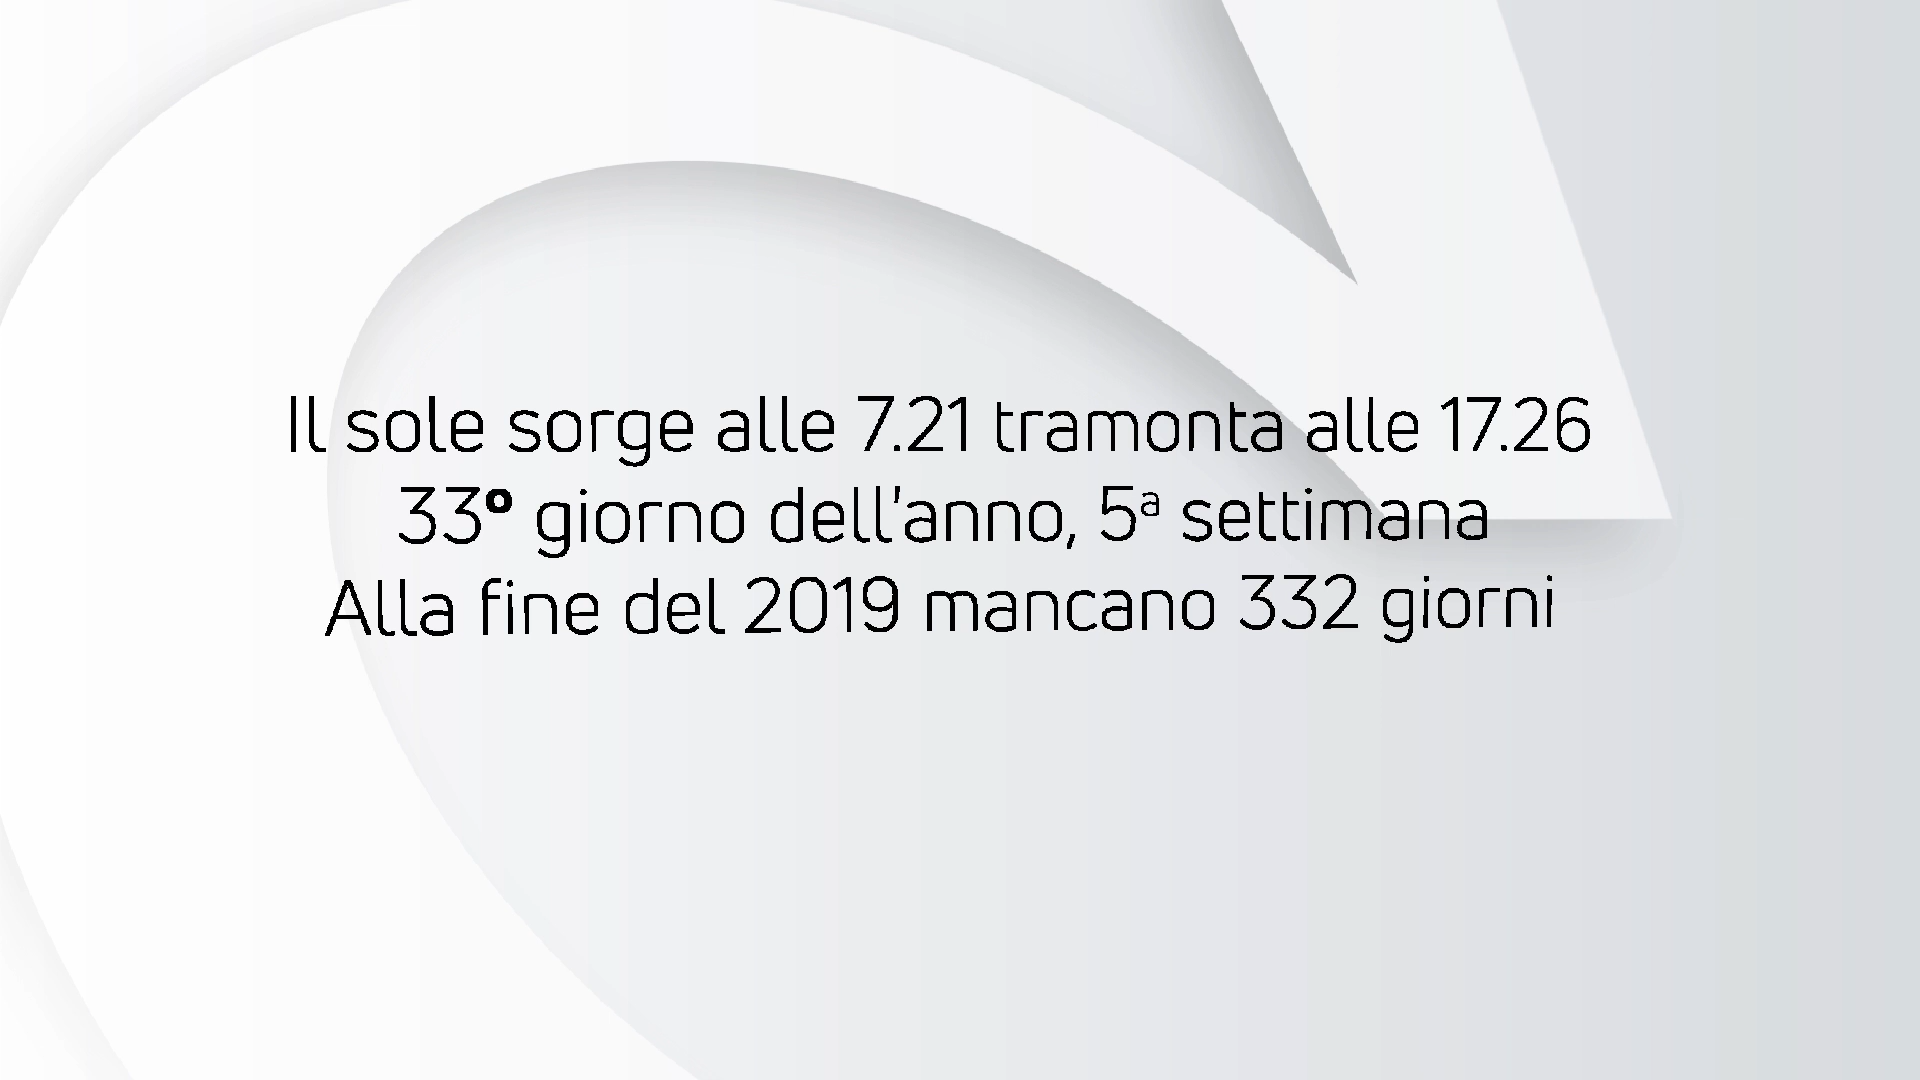 Il sole sorge alle 7.21 tramonta alle 17.26
33° giorno dell'anno, 5ª settimana
Alla fine del 2019 mancano 332 giorni